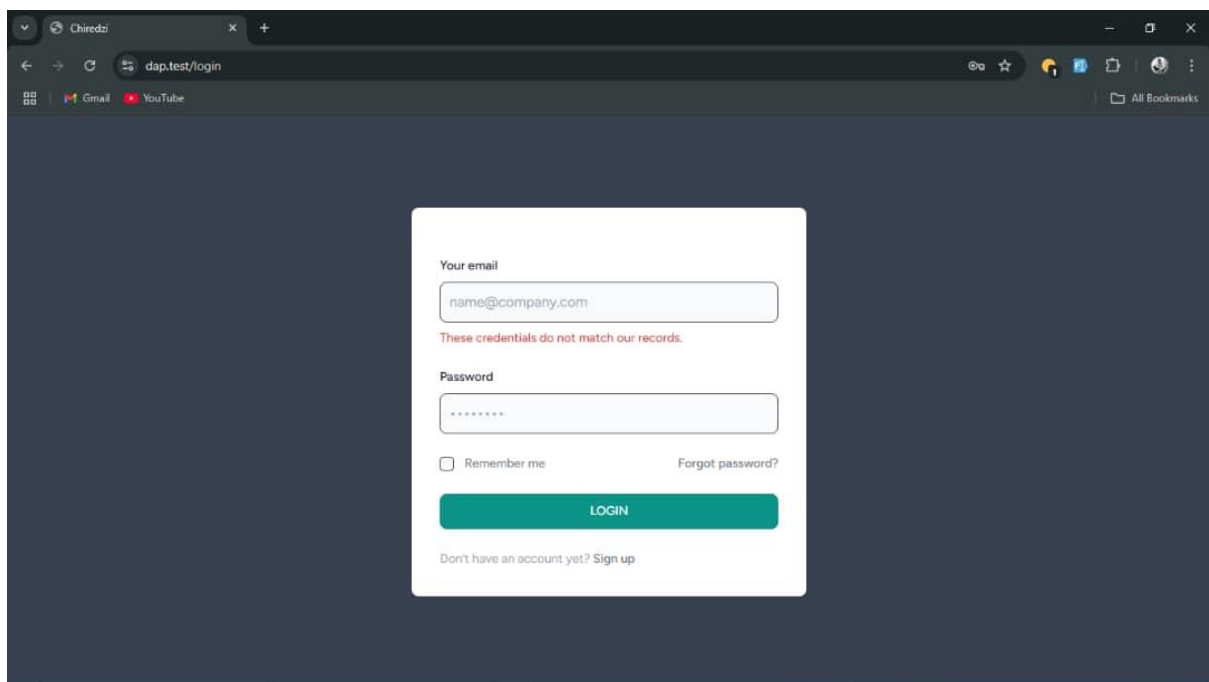 Chiredzi
dap.test/login
1
Gmail YouTube All Bookmarks
Your email
name@company.com
These credentials do not match our records.
Password
Remember me Forgot password?
LOGIN
Don't have an account yet? Sign up